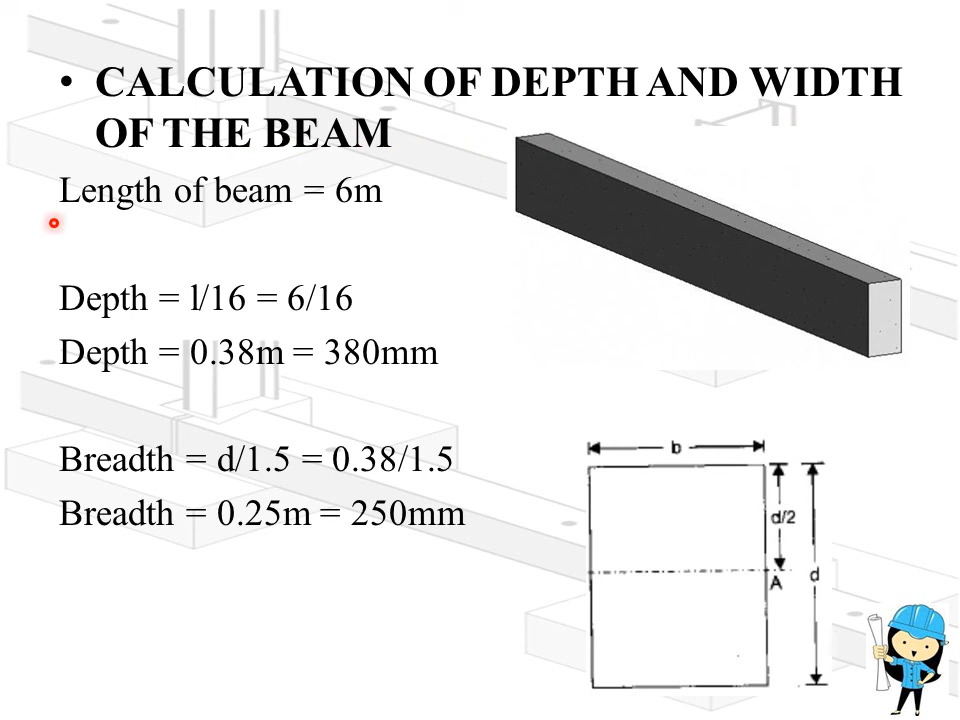 • CALCULATION OF DEPTH AND WIDTH
OF THE BEAM
Length of beam = 6m
Depth = l/16 = 6/16
Depth = 0.38m = 380mm
Breadth = d/1.5 = 0.38/1.5
Breadth = 0.25m = 250mm
b
d/2
A
d